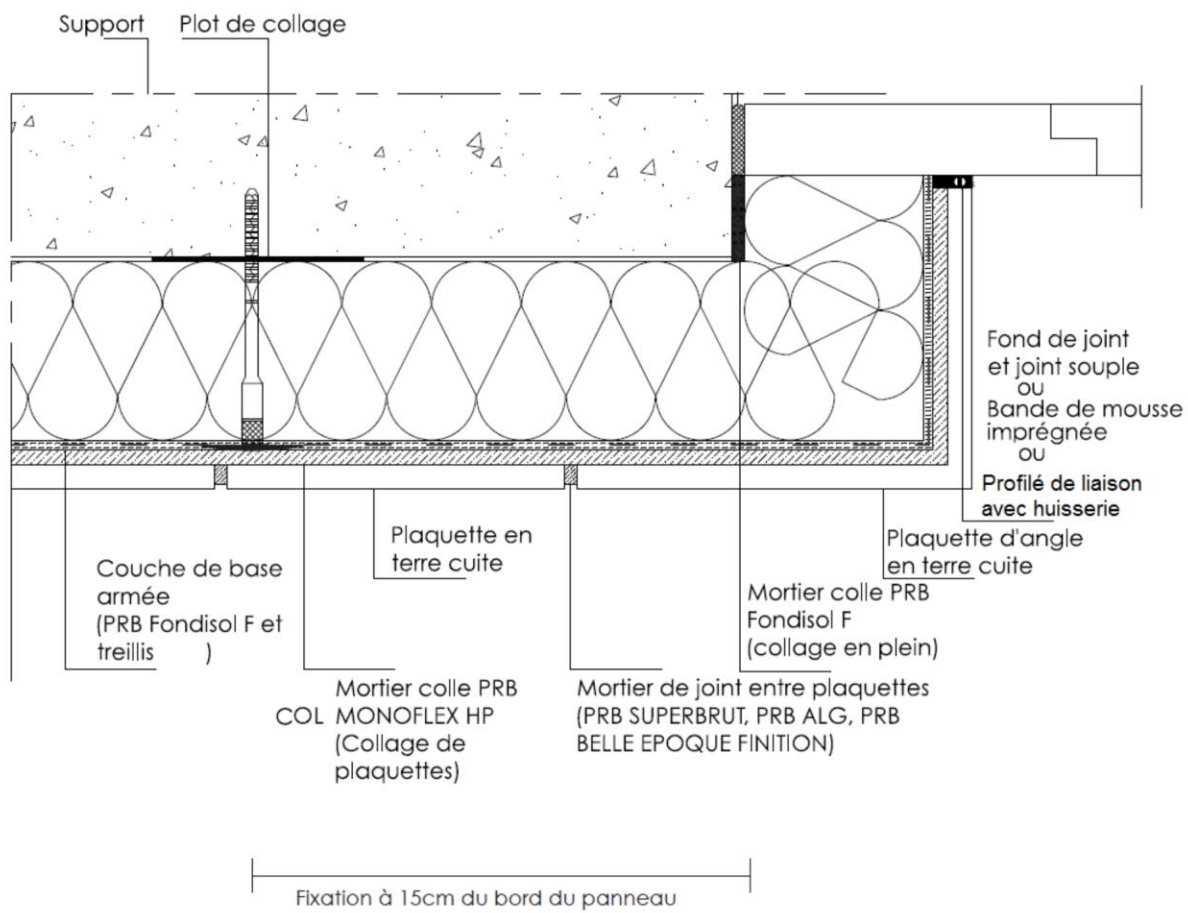 Support
Plot de collage
Fond de joint
et joint souple
ou
Bande de mousse
imprégnée
ou
Profilé de liaison
avec huisserie
Plaquette d'angle
en terre cuite
Plaquette en
terre cuite
Couche de base
armée
(PRB Fondisol F et
treillis )
Mortier colle PRB
Fondisol F
(collage en plein)
Mortier colle PRB
COL MONOFLEX HP
(Collage de
plaquettes)
Mortier de joint entre plaquettes
(PRB SUPERBRUT, PRB ALG, PRB
BELLE EPOQUE FINITION)
Fixation à 15cm du bord du panneau